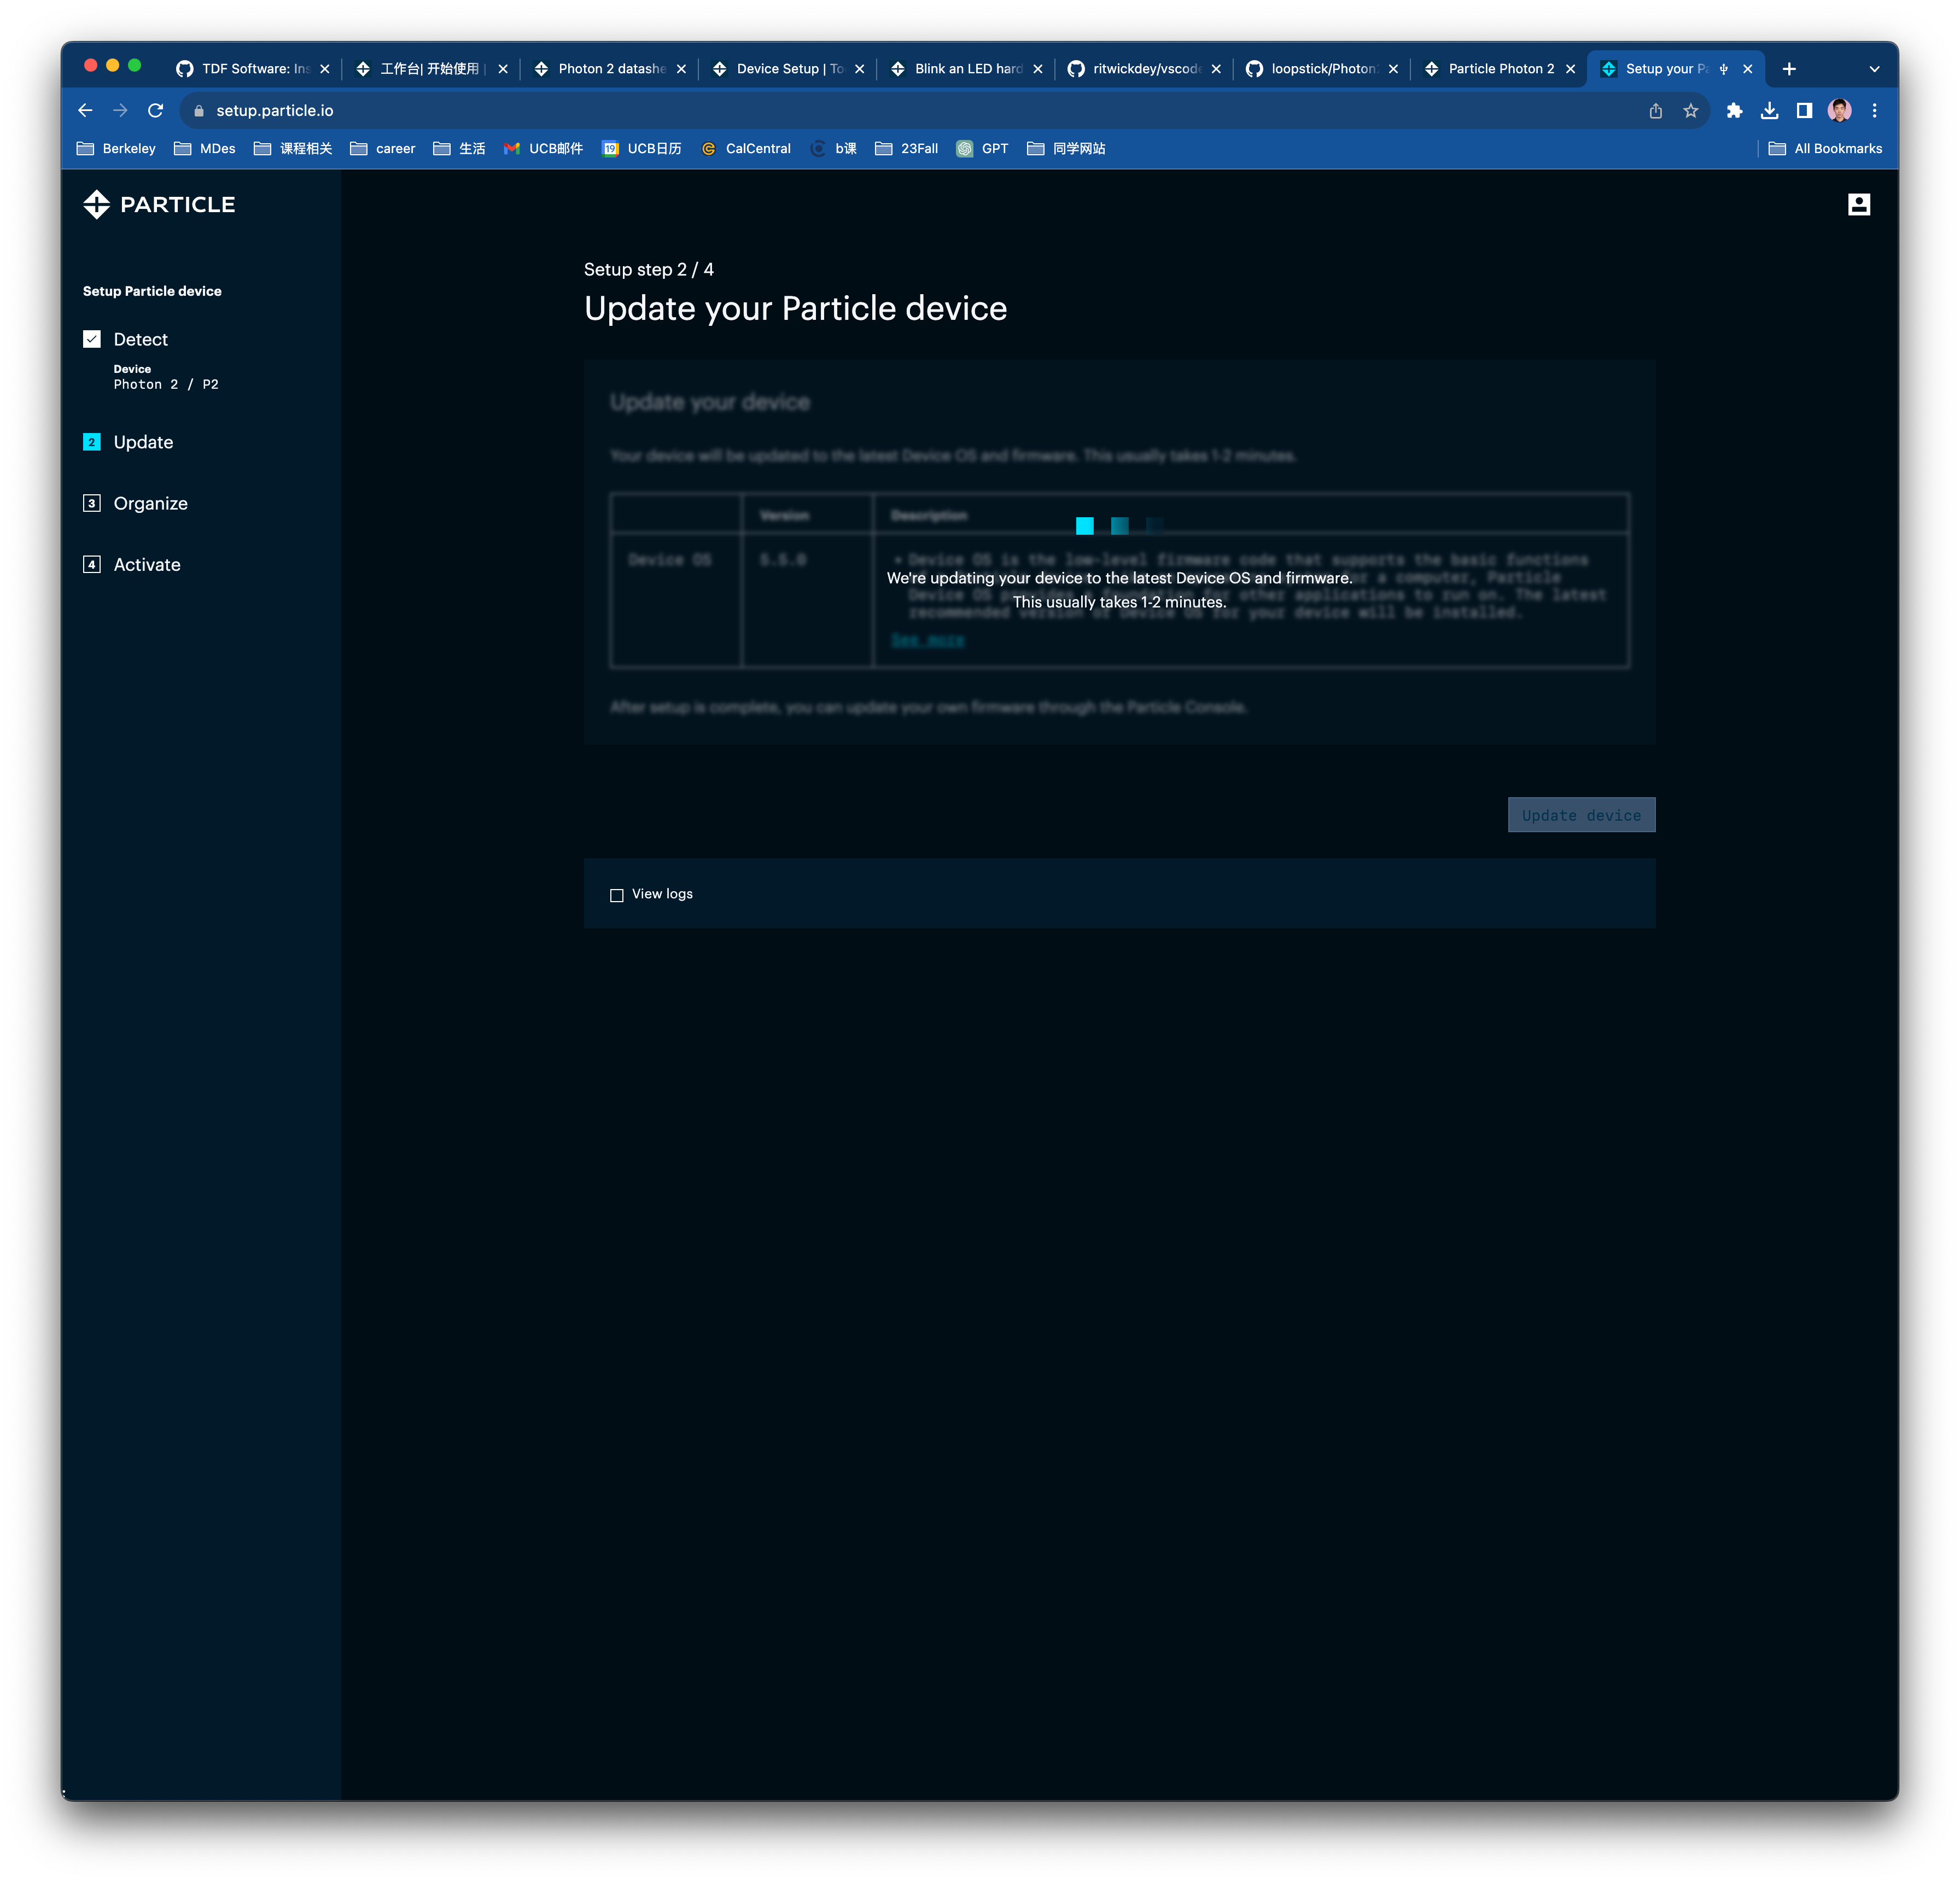 TDF Software: Ins
工作台| 开始使用 |
Photon 2 datashe
Device Setup | To
Blink an LED hard
ritwickdey/vscode
loopstick/Photon2
Particle Photon 2
Setup your Pa
setup.particle.io
Berkeley
MDes
课程相关
career
生活
UCB邮件
19
UCB日历
CalCentral
b课
23Fall
GPT
同学网站
All Bookmarks
PARTICLE
Setup Particle device
Detect
Device
Photon 2 / P2
2 Update
3 Organize
4 Activate
Setup step 2 / 4
Update your Particle device
Update your device
Your device will be updated to the latest Device OS and firmware. This usually takes 1-2 minutes.
Version
Description
Device OS
5.5.0
• Device OS is the low-level firmware code that supports the basic functions
for a computer, Particle
Device OS provides a foundation for other applications to run on. The latest
recommended version of Device OS for your device will be installed.
We're updating your device to the latest Device OS and firmware.
This usually takes 1-2 minutes.
See more
After setup is complete, you can update your own firmware through the Particle Console.
Update device
View logs